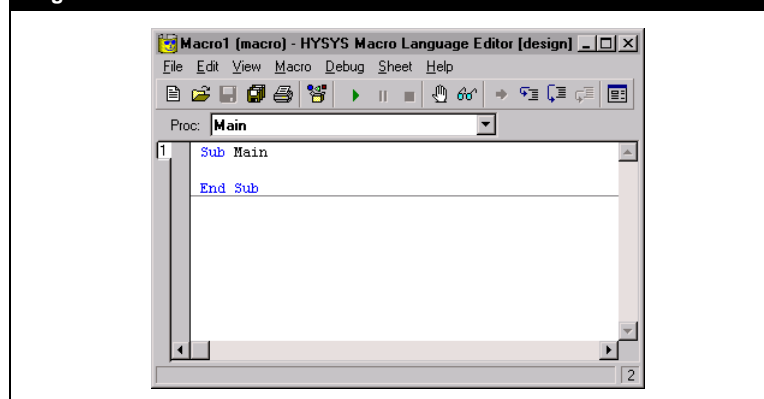 Macro1 (macro) - HYSYS Macro Language Editor [design]
File Edit View Macro Debug Sheet Help
Proc: Main
1
Sub Main
End Sub
2